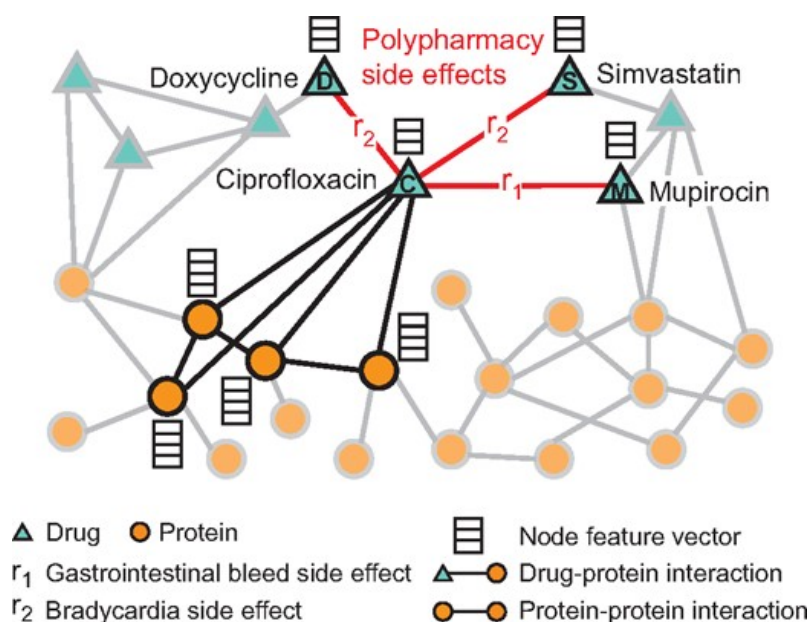 Polypharmacy
side effects
Doxycycline
D
S
Simvastatin
r2
r2
Ciprofloxacin
C
r1
M
Mupirocin
Drug
Protein
Node feature vector
r1 Gastrointestinal bleed side effect
Drug-protein interaction
r2 Bradycardia side effect
Protein-protein interaction